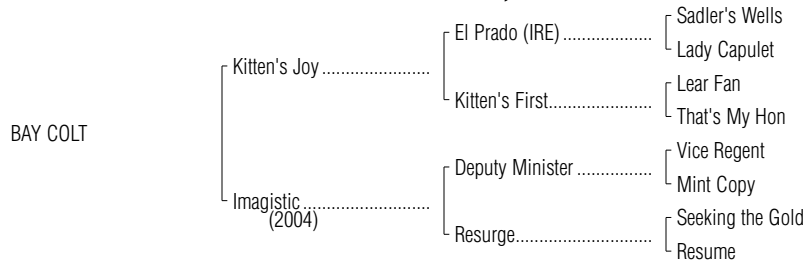 Sadler's Wells
El Prado (IRE) ..................
Lady Capulet
Kitten's Joy .......................
Lear Fan
Kitten's First.....................
That's My Hon
BAY COLT
Vice Regent
Deputy Minister ................
Mint Copy
Imagistic...........................
(2004)
Seeking the Gold
Resurge.............................
Resume